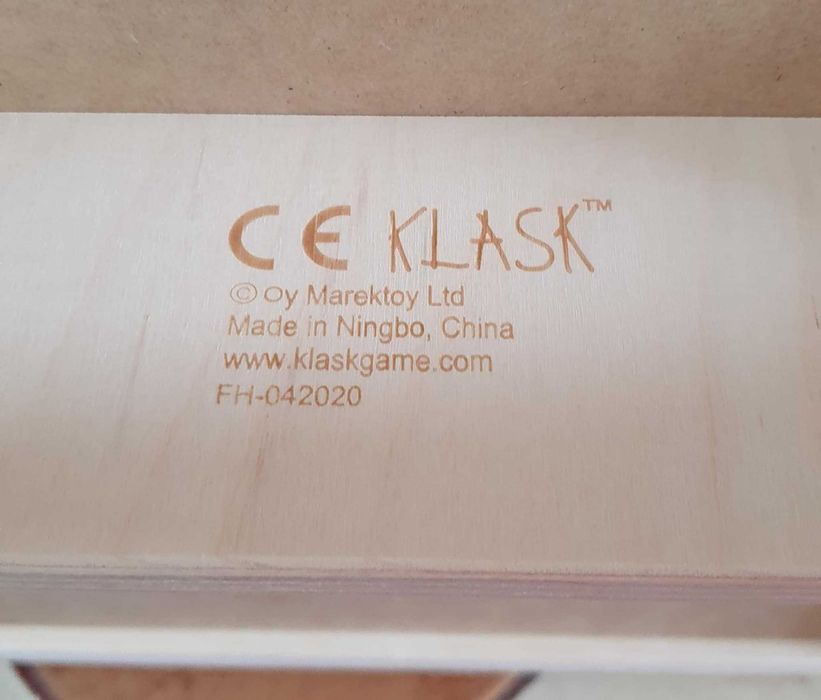 CE KLASK™
© Oy Marektoy Ltd
Made in Ningbo, China
www.klaskgame.com
FH-042020